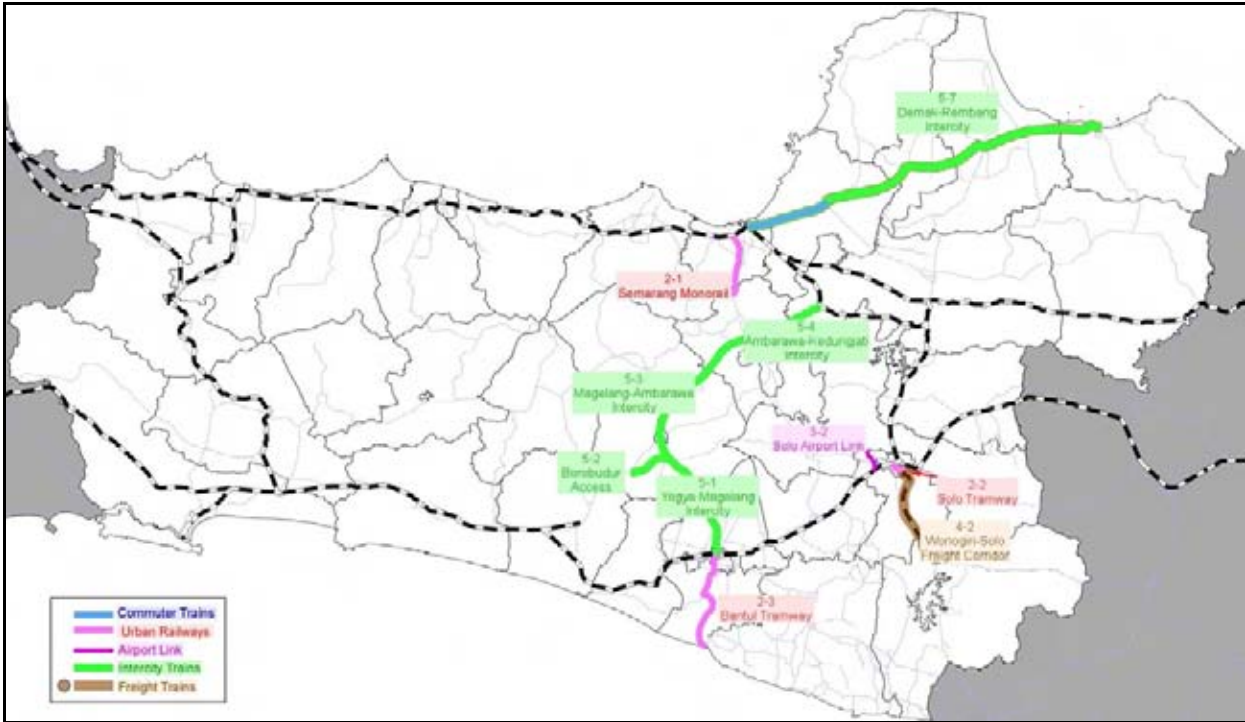 5-7
Demak-Rembang
Intercity
2-1
Semarang Monorail
5-4
Ambarawa-Kedungjati
Intercity
5-3
Magelang-Ambarawa
Intercity
5-2
Solo Airport Link
5-2
Borobudur
Access
5-1
Yogya Magelang
Intercity
2-2
Solo Tramway
4-2
Wonogiri-Solo
Freight Corridor
2-3
Bantul Tramway
Commuter Trains
Urban Railways
Airport Link
Intercity Trains
Freight Trains